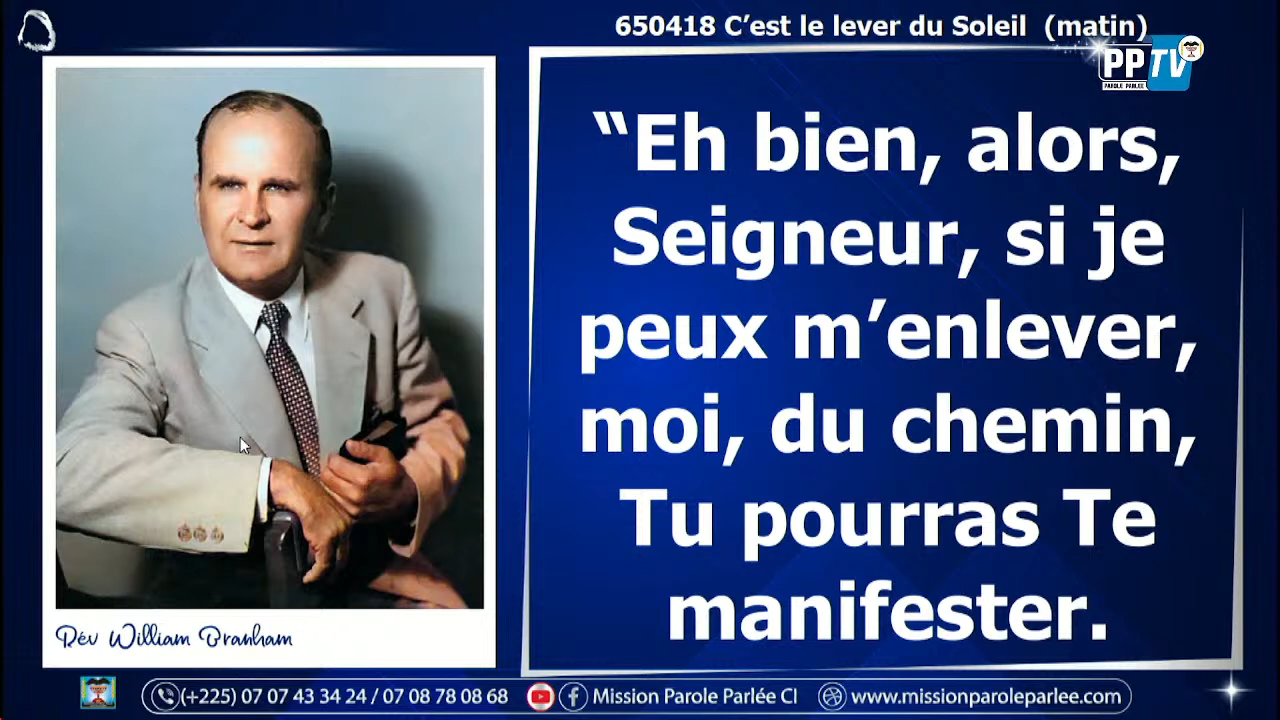 650418 C’est le lever du Soleil (matin)
PPTV
PAROLE PARLÉE
“Eh bien, alors,
Seigneur, si je
peux m’enlever,
moi, du chemin,
Tu pourras Te
manifester.
Rév William Branham
(+225) 07 07 43 34 24 / 07 08 78 08 68
Mission Parole Parlée CI
www.missionparoleparlee.com